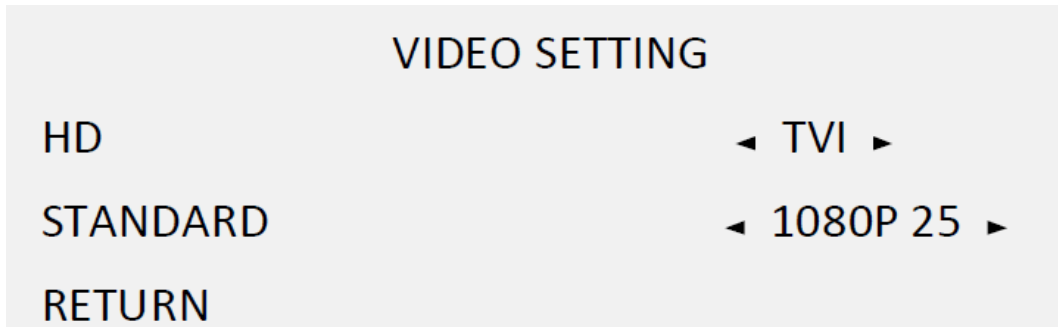 VIDEO SETTING
HD ◄ TVI ►
STANDARD ◄ 1080P 25 ►
RETURN